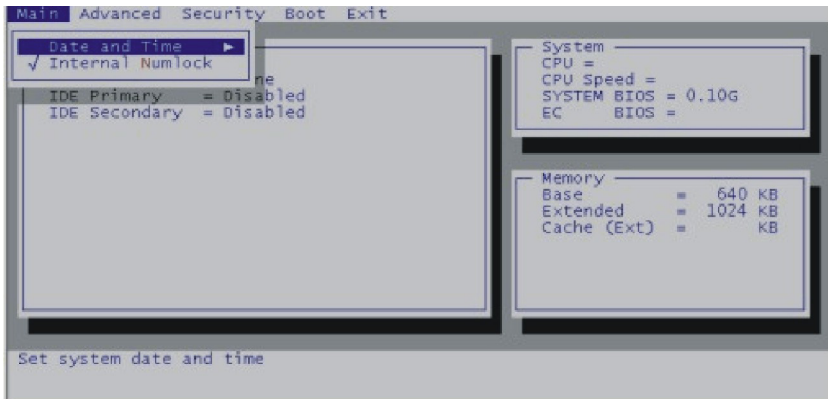 Main Advanced Security Boot Exit
Date and Time ►
√ Internal Numlock
ne
IDE Primary = Disabled
IDE Secondary = Disabled
System
CPU =
CPU Speed =
SYSTEM BIOS = 0.10G
EC BIOS =
Memory
Base = 640 KB
Extended = 1024 KB
Cache (Ext) = KB
Set system date and time